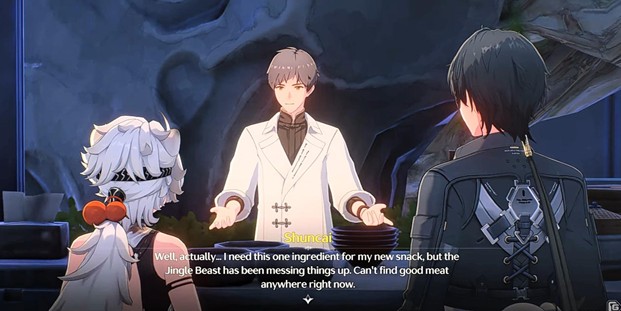 Shuncai
Well, actually... I need this one ingredient for my new snack, but the
Jingle Beast has been messing things up. Can't find good meat
anywhere right now.